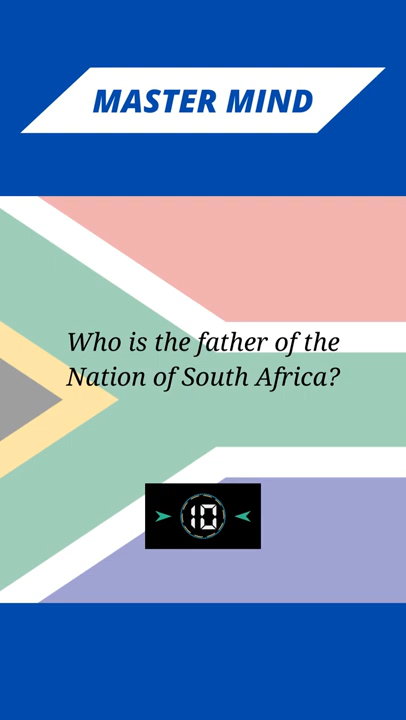 MASTER MIND
Who is the father of the
Nation of South Africa?
10